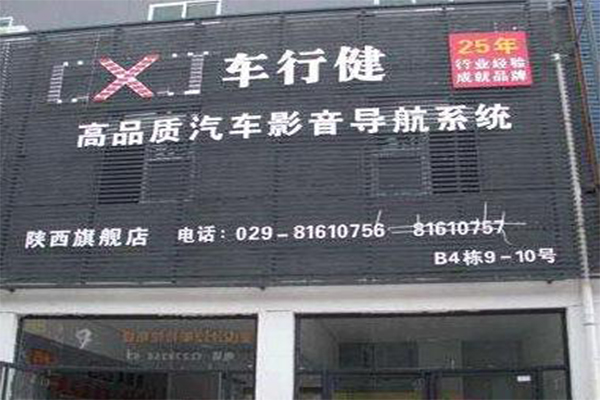 CXJ 车行健
25年
行业经验
成就品牌
高品质汽车影音导航系统
陕西旗舰店 电话:029-81610756 81610757
B4栋9-10号